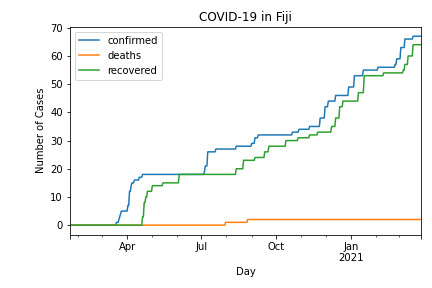 COVID-19 in Fiji
confirmed
deaths
recovered
Number of Cases
70
60
50
40
30
20
10
0
Apr
Jul
Oct
Jan
2021
Day